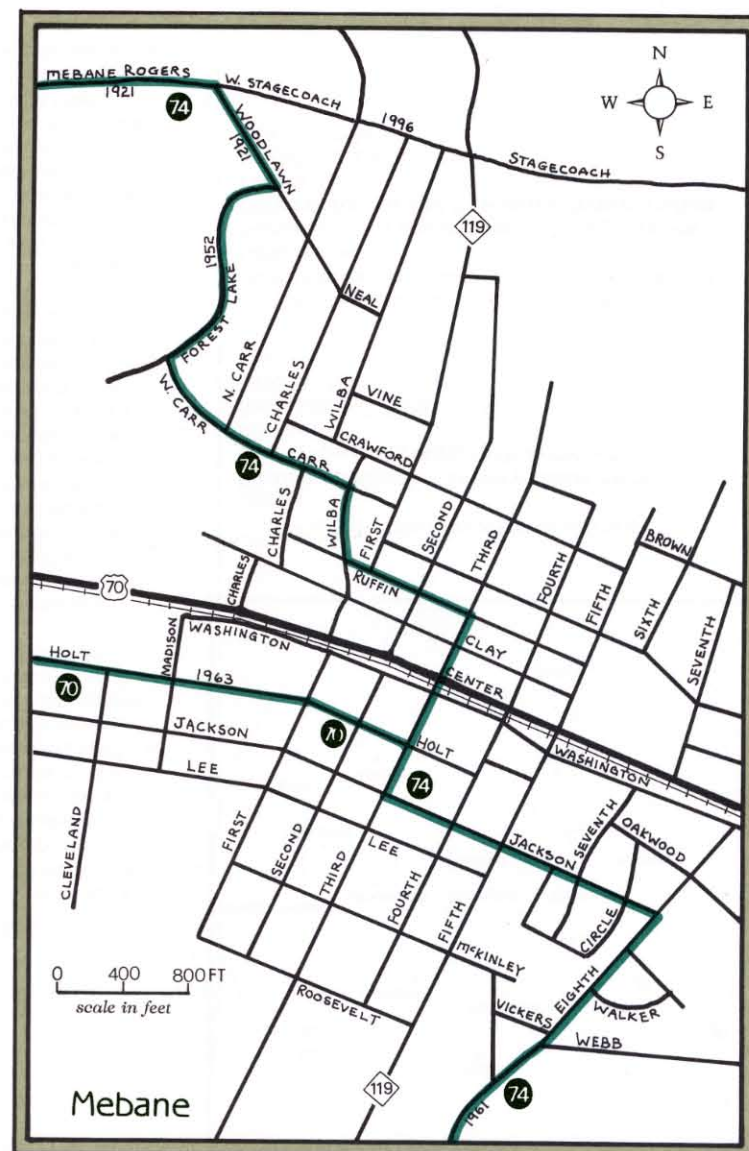 MEBANE ROGERS
1921
74
W. STAGECOACH
1996
STAGECOACH
N
W E
S
WOODLAWN
1921
119
1952
FOREST LAKE
NEAL
N. CARR
CHARLES
WILBA
VINE
W. CARR
74
CARR
CRAWFORD
CHARLES
WILBA
FIRST
SECOND
THIRD
FOURTH
FIFTH
BROWN
SIXTH
SEVENTH
RUFFIN
CHARLES
70
WASHINGTON
CLAY
CENTER
HOLT
MADISON
1963
70
70
HOLT
WASHINGTON
JACKSON
LEE
74
CLEVELAND
FIRST
SECOND
THIRD
LEE
FOURTH
FIFTH
JACKSON
SEVENTH
OAKWOOD
CIRCLE
McKINLEY
EIGHTH
WALKER
VICKERS
WEBB
ROOSEVELT
0 400 800 FT
scale in feet
119
74
1961
Mebane